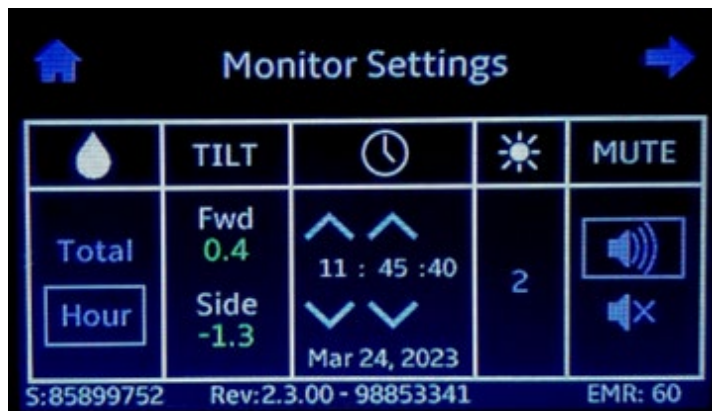 Monitor Settings
TILT
MUTE
Total
Hour
Fwd
0.4
Side
-1.3
11 : 45 :40
Mar 24, 2023
2
S:85899752 Rev:2.3.00 - 98853341 EMR: 60